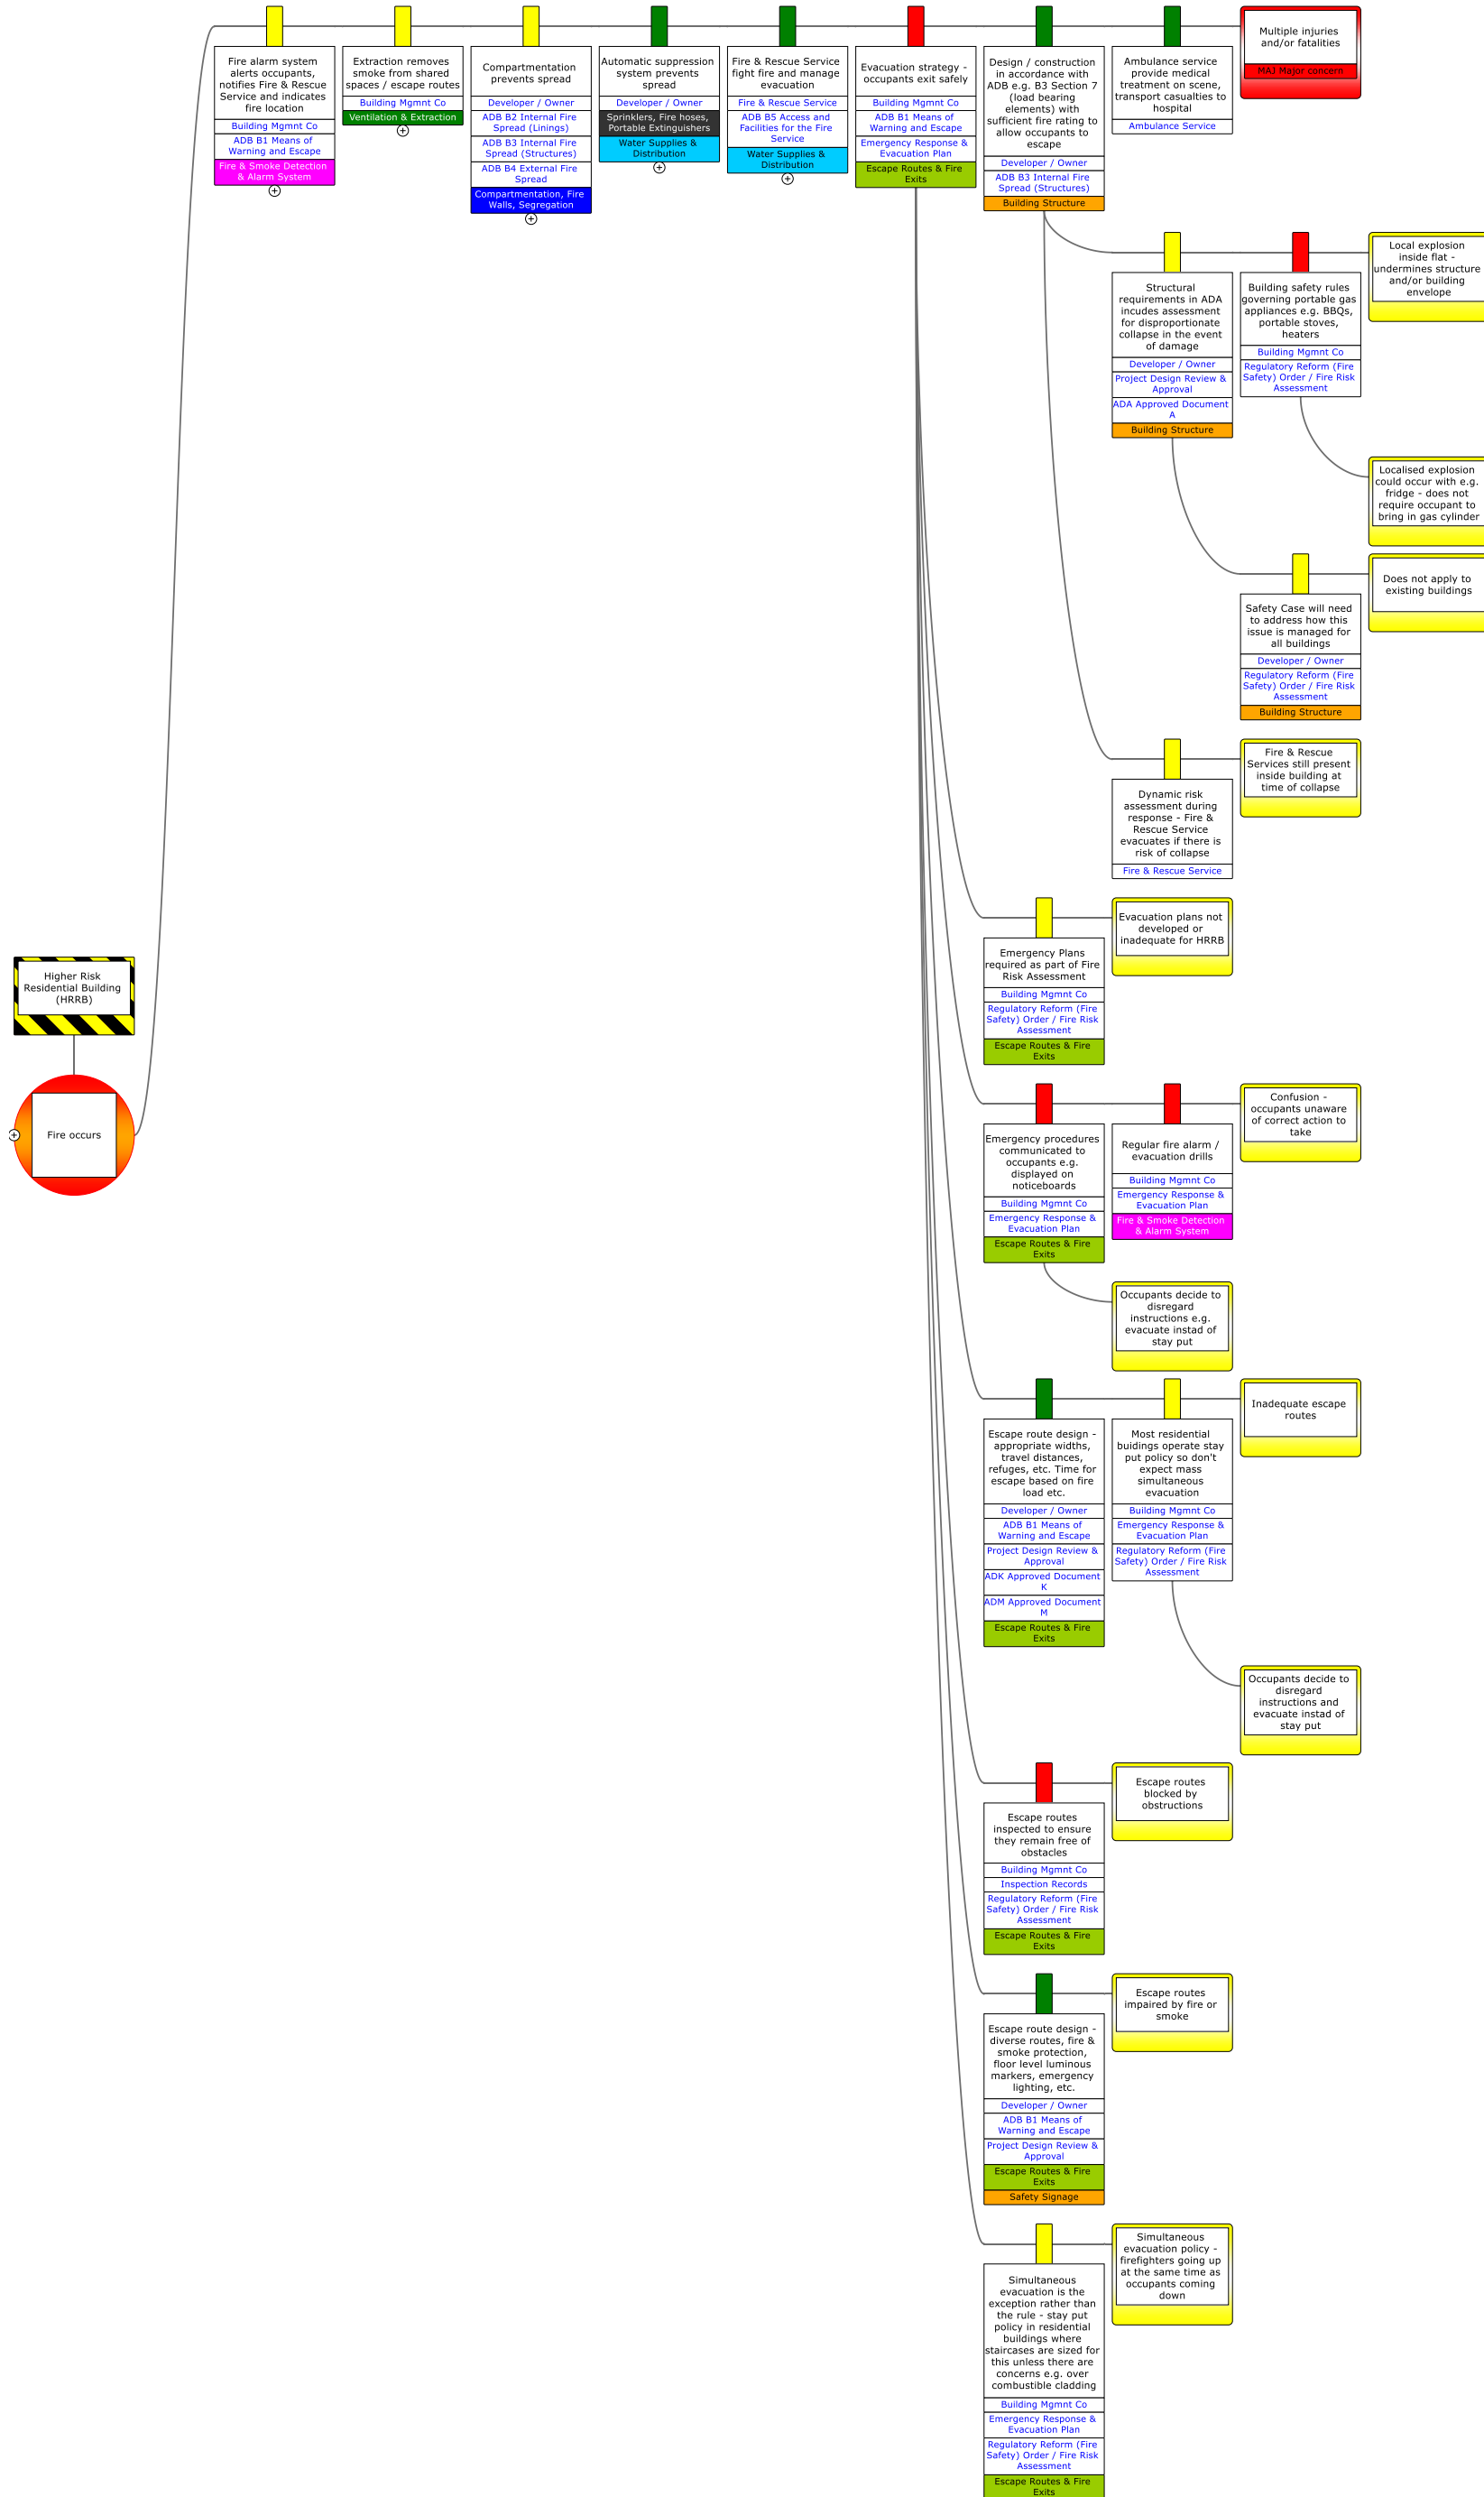 Fire alarm system
alerts occupants,
notifies Fire & Rescue
Service and indicates
fire location
Building Mgmnt Co
ADB B1 Means of
Warning and Escape
Fire & Smoke Detection
& Alarm System
Extraction removes
smoke from shared
spaces / escape routes
Building Mgmnt Co
Ventilation & Extraction
Compartmentation
prevents spread
Developer / Owner
ADB B2 Internal Fire
Spread (Linings)
ADB B3 Internal Fire
Spread (Structures)
ADB B4 External Fire
Spread
Compartmentation, Fire
Walls, Segregation
Automatic suppression
system prevents
spread
Developer / Owner
Sprinklers, Fire hoses,
Portable Extinguishers
Water Supplies &
Distribution
Fire & Rescue Service
fight fire and manage
evacuation
Fire & Rescue Service
ADB B5 Access and
Facilities for the Fire
Service
Water Supplies &
Distribution
Evacuation strategy -
occupants exit safely
Building Mgmnt Co
ADB B1 Means of
Warning and Escape
Emergency Response &
Evacuation Plan
Escape Routes & Fire
Exits
Design / construction
in accordance with
ADB e.g. B3 Section 7
(load bearing
elements) with
sufficient fire rating to
allow occupants to
escape
Developer / Owner
ADB B3 Internal Fire
Spread (Structures)
Building Structure
Ambulance service
provide medical
treatment on scene,
transport casualties to
hospital
Ambulance Service
Multiple injuries
and/or fatalities
MAJ Major concern
Structural
requirements in ADA
incudes assessment
for disproportionate
collapse in the event
of damage
Developer / Owner
Project Design Review &
Approval
ADA Approved Document
A
Building Structure
Building safety rules
governing portable gas
appliances e.g. BBQs,
portable stoves,
heaters
Building Mgmnt Co
Regulatory Reform (Fire
Safety) Order / Fire Risk
Assessment
Local explosion
inside flat -
undermines structure
and/or building
envelope
Localised explosion
could occur with e.g.
fridge - does not
require occupant to
bring in gas cylinder
Safety Case will need
to address how this
issue is managed for
all buildings
Developer / Owner
Regulatory Reform (Fire
Safety) Order / Fire Risk
Assessment
Building Structure
Does not apply to
existing buildings
Dynamic risk
assessment during
response - Fire &
Rescue Service
evacuates if there is
risk of collapse
Fire & Rescue Service
Fire & Rescue
Services still present
inside building at
time of collapse
Higher Risk
Residential Building
(HRRB)
Fire occurs
Emergency Plans
required as part of Fire
Risk Assessment
Building Mgmnt Co
Regulatory Reform (Fire
Safety) Order / Fire Risk
Assessment
Escape Routes & Fire
Exits
Evacuation plans not
developed or
inadequate for HRRB
Emergency procedures
communicated to
occupants e.g.
displayed on
noticeboards
Building Mgmnt Co
Emergency Response &
Evacuation Plan
Escape Routes & Fire
Exits
Regular fire alarm /
evacuation drills
Building Mgmnt Co
Emergency Response &
Evacuation Plan
Fire & Smoke Detection
& Alarm System
Confusion -
occupants unaware
of correct action to
take
Occupants decide to
disregard
instructions e.g.
evacuate instad of
stay put
Escape route design -
appropriate widths,
travel distances,
refuges, etc. Time for
escape based on fire
load etc.
Developer / Owner
ADB B1 Means of
Warning and Escape
Project Design Review &
Approval
ADK Approved Document
K
ADM Approved Document
M
Escape Routes & Fire
Exits
Most residential
buidings operate stay
put policy so don't
expect mass
simultaneous
evacuation
Building Mgmnt Co
Emergency Response &
Evacuation Plan
Regulatory Reform (Fire
Safety) Order / Fire Risk
Assessment
Inadequate escape
routes
Occupants decide to
disregard
instructions and
evacuate instad of
stay put
Escape routes
inspected to ensure
they remain free of
obstacles
Building Mgmnt Co
Inspection Records
Regulatory Reform (Fire
Safety) Order / Fire Risk
Assessment
Escape Routes & Fire
Exits
Escape routes
blocked by
obstructions
Escape route design -
diverse routes, fire &
smoke protection,
floor level luminous
markers, emergency
lighting, etc.
Developer / Owner
ADB B1 Means of
Warning and Escape
Project Design Review &
Approval
Escape Routes & Fire
Exits
Safety Signage
Escape routes
impaired by fire or
smoke
Simultaneous
evacuation is the
exception rather than
the rule - stay put
policy in residential
buildings where
staircases are sized for
this unless there are
concerns e.g. over
combustible cladding
Building Mgmnt Co
Emergency Response &
Evacuation Plan
Regulatory Reform (Fire
Safety) Order / Fire Risk
Assessment
Escape Routes & Fire
Exits
Simultaneous
evacuation policy -
firefighters going up
at the same time as
occupants coming
down